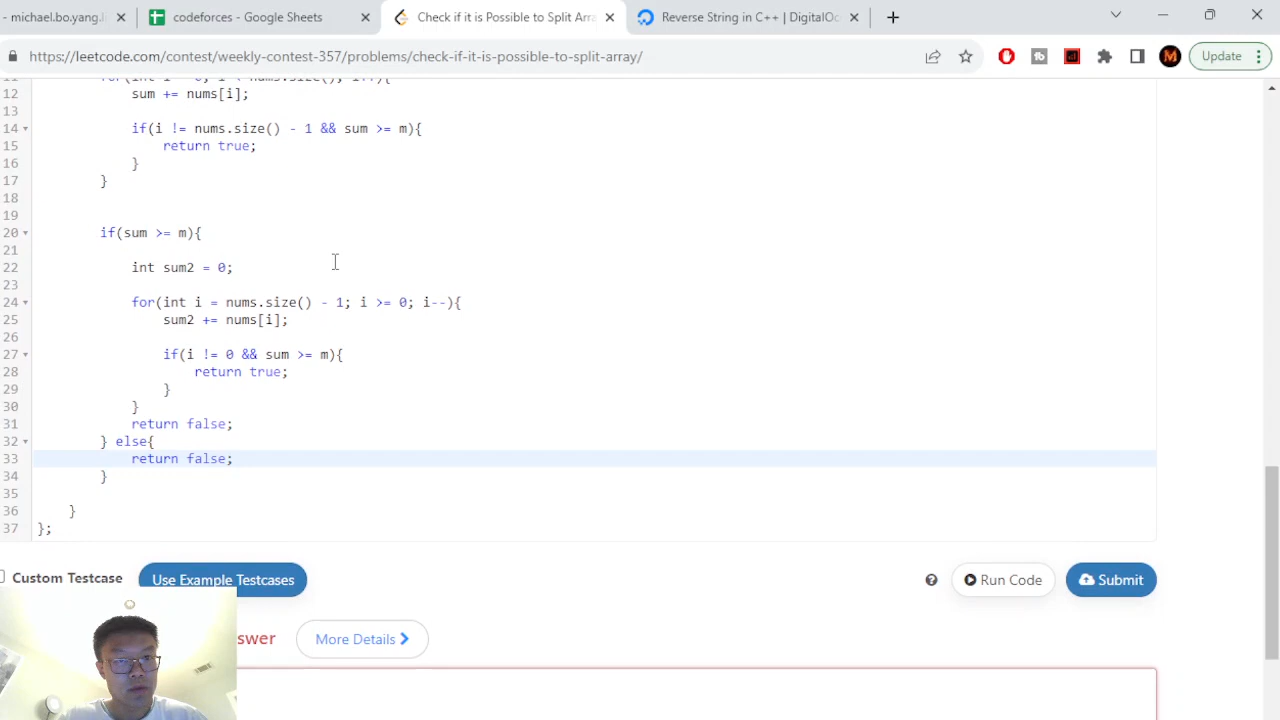 - michael.bo.yang.j
codeforces - Google Sheets
Check if it is Possible to Split Arra
Reverse String in C++ | DigitalOc
https://leetcode.com/contest/weekly-contest-357/problems/check-if-it-is-possible-to-split-array/
Update
12 sum += nums[i];
13
14 if(i != nums.size() - 1 && sum >= m){
15 return true;
16 }
17 }
18
19
20 if(sum >= m){
21
22 int sum2 = 0;
23
24 for(int i = nums.size() - 1; i >= 0; i--){
25 sum2 += nums[i];
26
27 if(i != 0 && sum >= m){
28 return true;
29 }
30 }
31 return false;
32 } else{
33 return false;
34 }
35
36 }
37 };
Custom Testcase
Use Example Testcases
? Run Code
Submit
swer
More Details